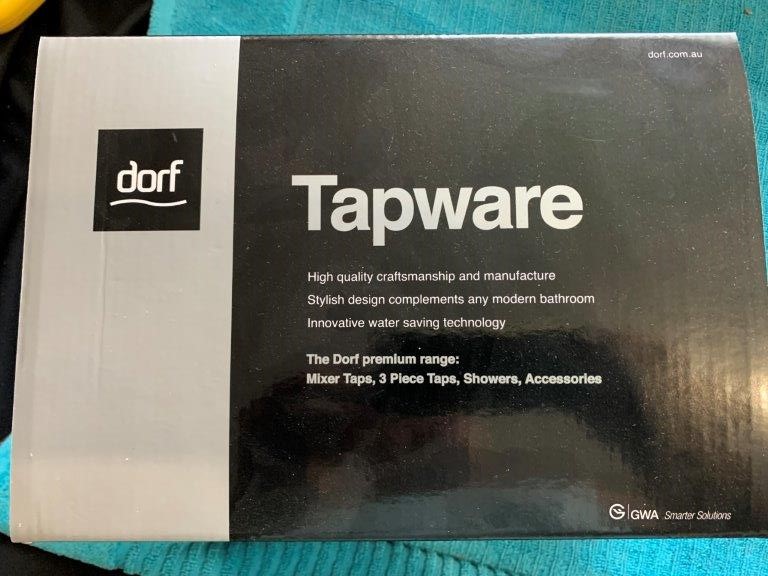 dorf.com.au
dorf
Tapware
High quality craftsmanship and manufacture
Stylish design complements any modern bathroom
Innovative water saving technology
The Dorf premium range:
Mixer Taps, 3 Piece Taps, Showers, Accessories
GWA Smarter Solutions